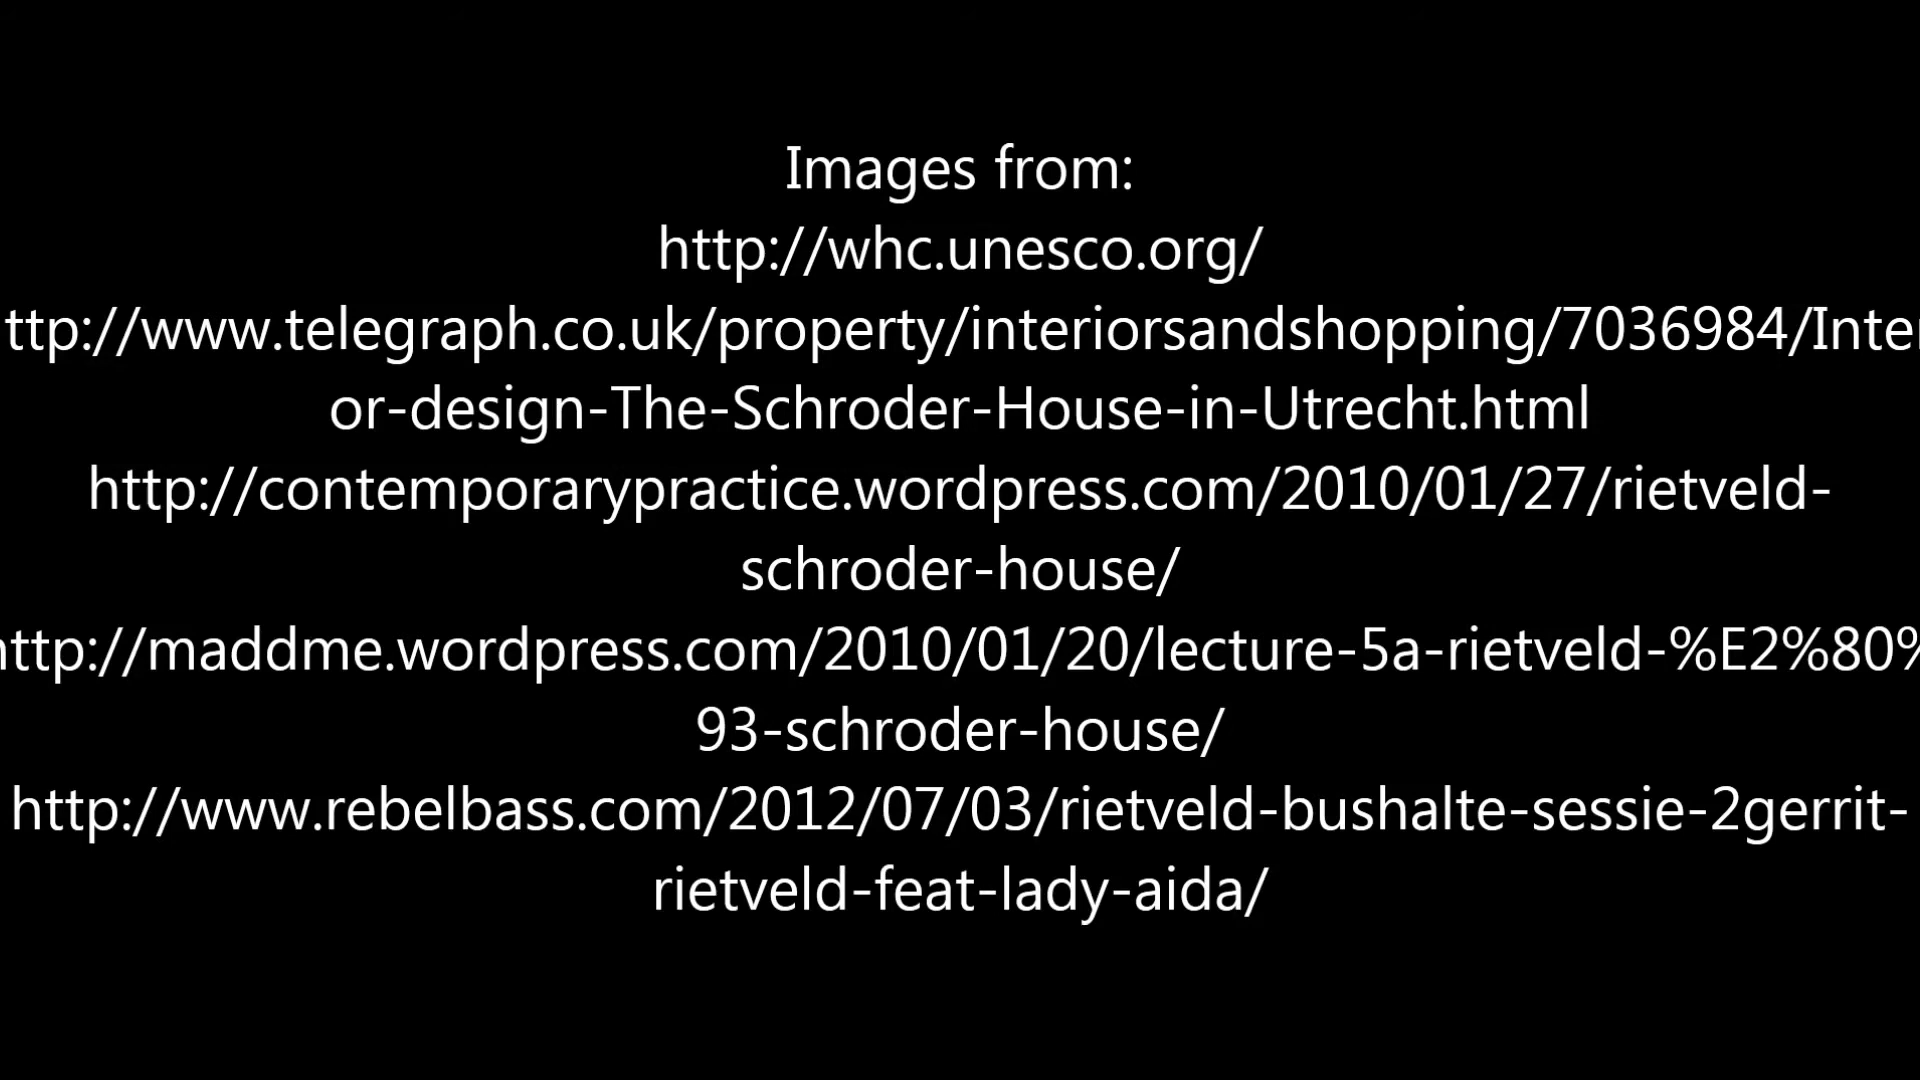 Images from:
http://whc.unesco.org/
ttp://www.telegraph.co.uk/property/interiorsandshopping/7036984/Inter
or-design-The-Schroder-House-in-Utrecht.html
http://contemporarypractice.wordpress.com/2010/01/27/rietveld-
schroder-house/
http://maddme.wordpress.com/2010/01/20/lecture-5a-rietveld-%E2%80%
93-schroder-house/
http://www.rebelbass.com/2012/07/03/rietveld-bushalte-sessie-2gerrit-
rietveld-feat-lady-aida/